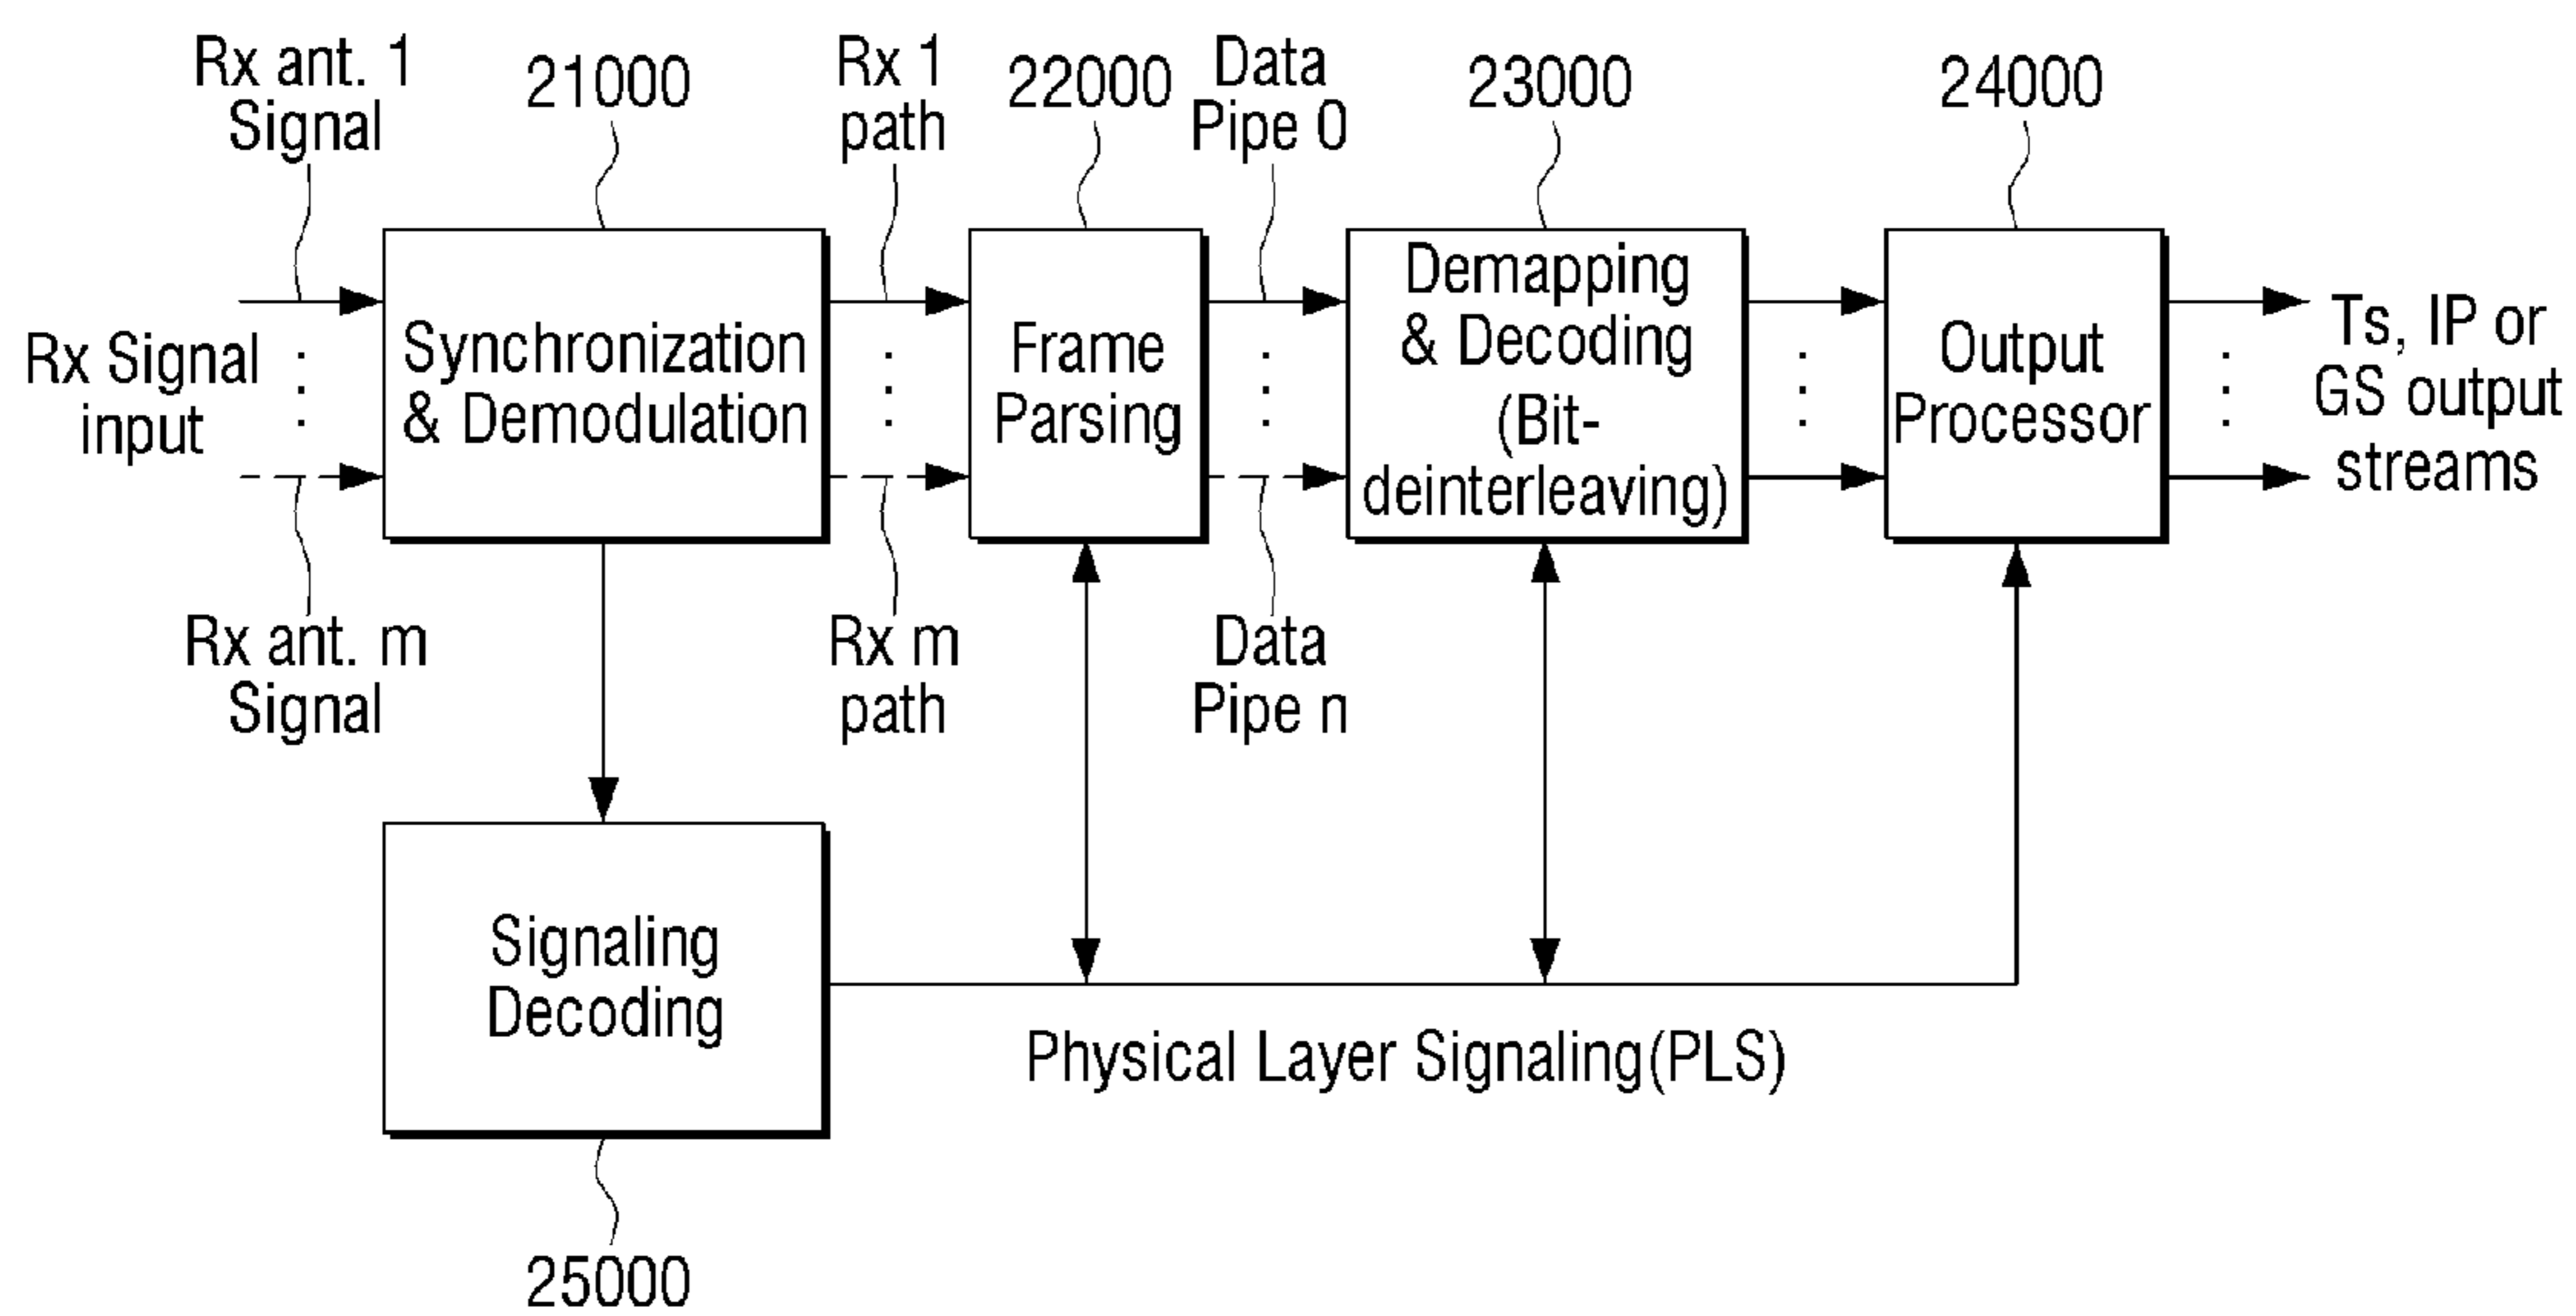 Rx ant. 1
Signal
21000
Rx 1
path
22000
Data
Pipe 0
23000
24000
Rx Signal
input
Synchronization
& Demodulation
Frame
Parsing
Demapping
& Decoding
(Bit-
deinterleaving)
Output
Processor
Ts, IP or
GS output
streams
Rx ant. m
Signal
Rx m
path
Data
Pipe n
Signaling
Decoding
Physical Layer Signaling(PLS)
25000